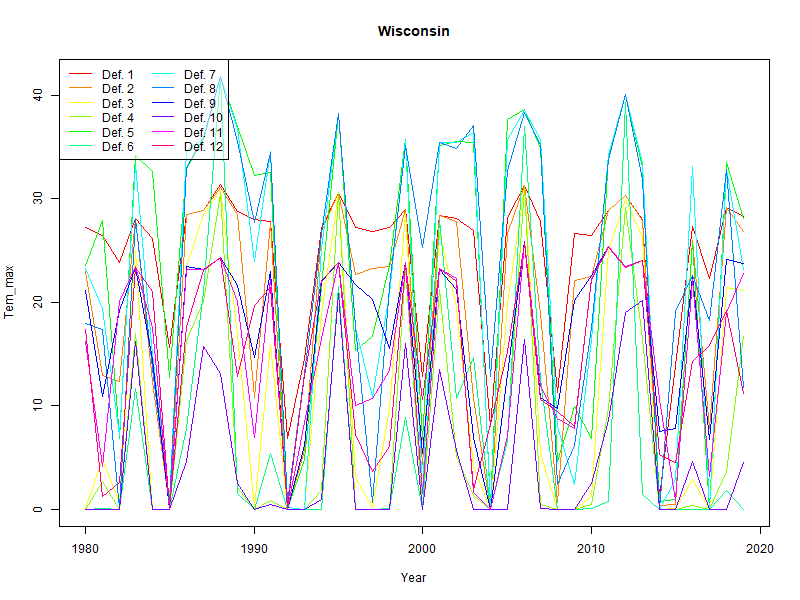 Wisconsin
Def. 1 Def. 7
Def. 2 Def. 8
Def. 3 Def. 9
Def. 4 Def. 10
Def. 5 Def. 11
Def. 6 Def. 12
Tem_max
40
30
20
10
0
1980 1990 2000 2010 2020
Year